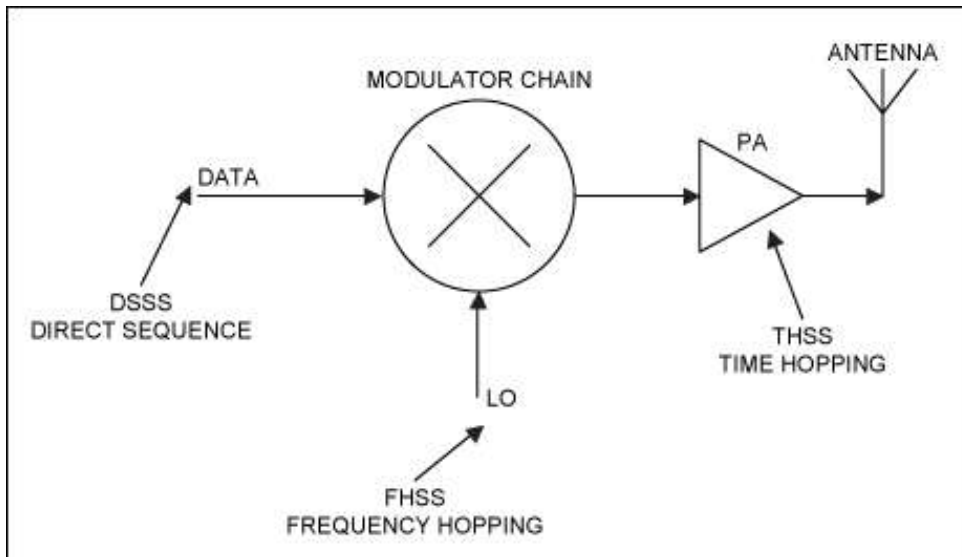 ANTENNA
MODULATOR CHAIN
PA
DATA
DSSS
DIRECT SEQUENCE
THSS
TIME HOPPING
LO
FHSS
FREQUENCY HOPPING